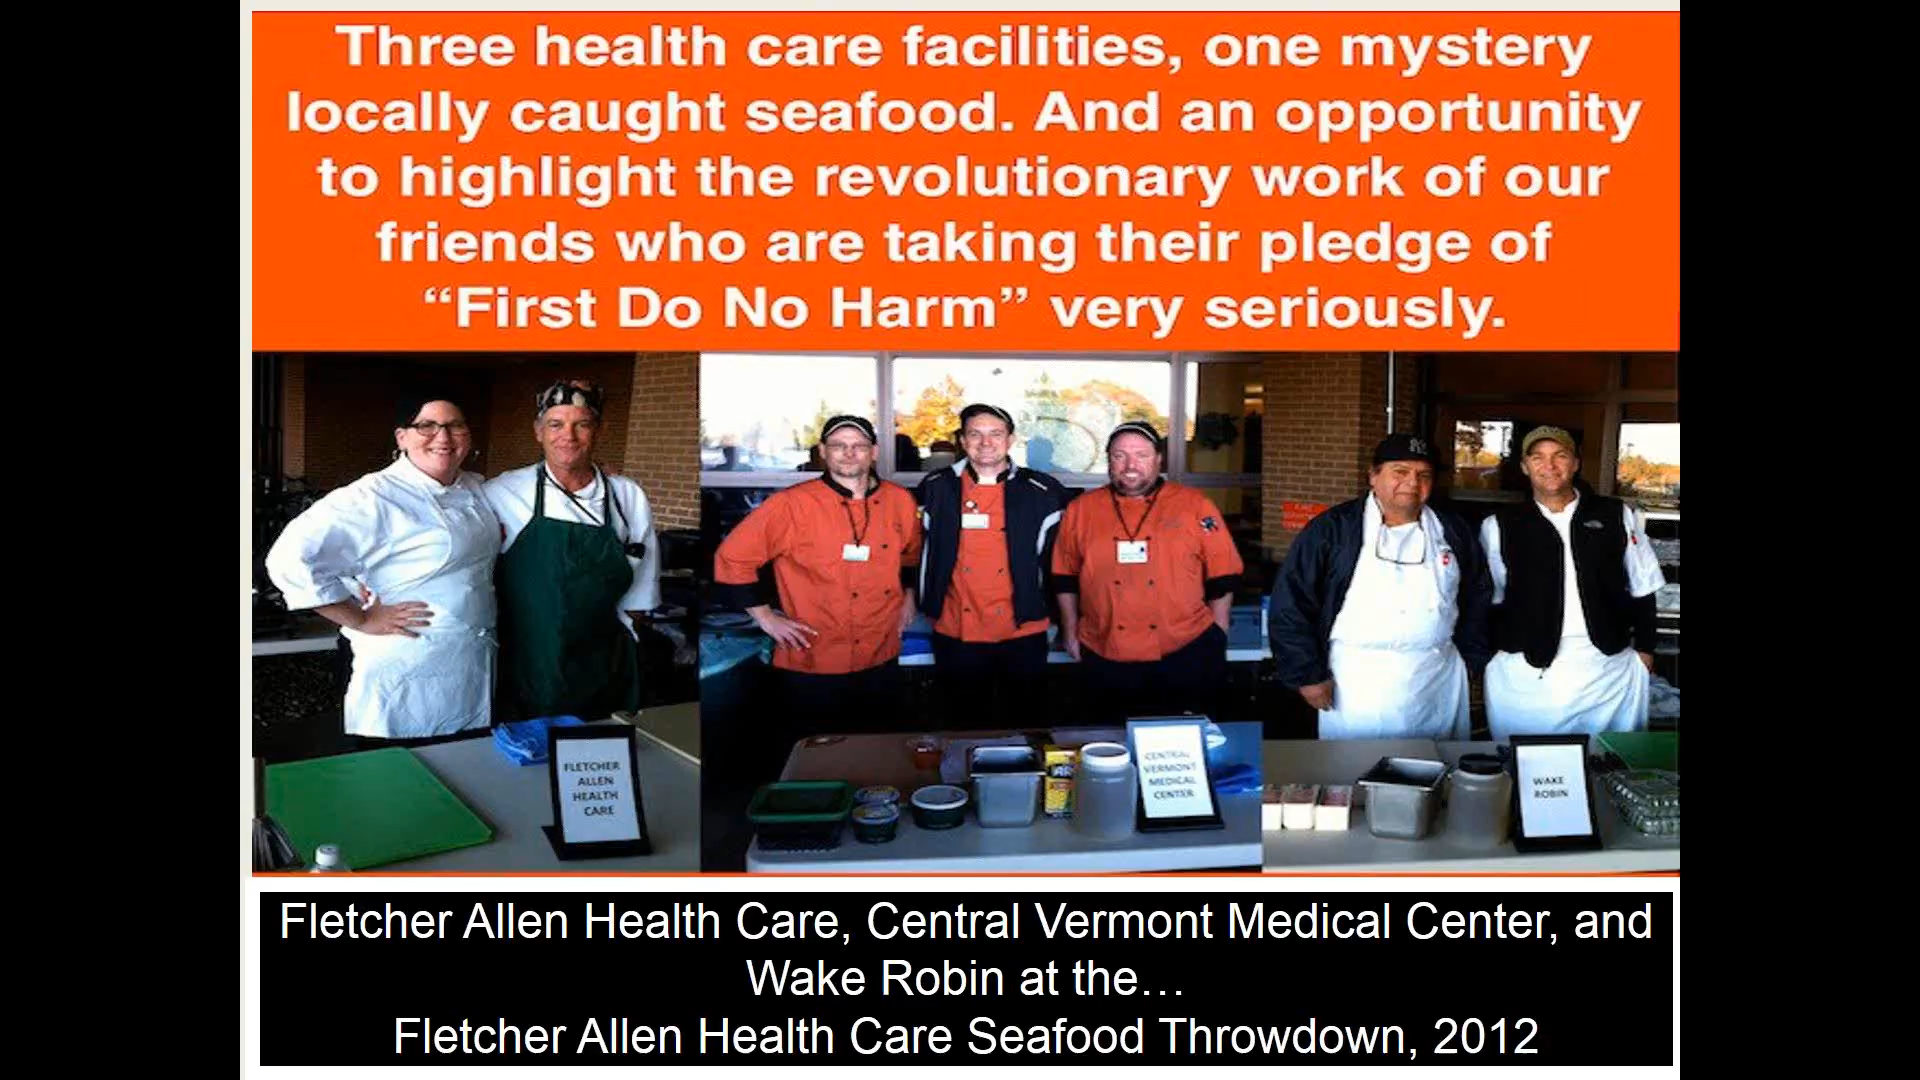 Three health care facilities, one mystery
locally caught seafood. And an opportunity
to highlight the revolutionary work of our
friends who are taking their pledge of
“First Do No Harm” very seriously.
FLETCHER
ALLEN
HEALTH
CARE
CENTRAL
VERMONT
MEDICAL
CENTER
WAKE
ROBIN
Fletcher Allen Health Care, Central Vermont Medical Center, and
Wake Robin at the…
Fletcher Allen Health Care Seafood Throwdown, 2012